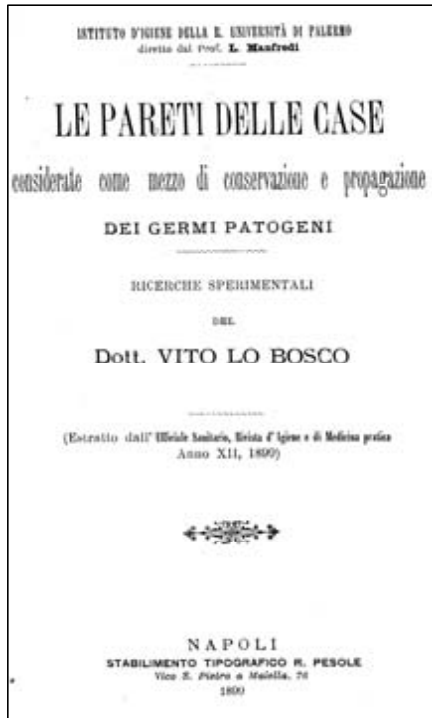 ISTITUTO D'IGIENE DELLA R. UNIVERSITÀ DI PALERMO
diretto dal Prof. L. Manfredi
LE PARETI DELLE CASE
considerate come mezzo di conservazione e propagazione
DEI GERMI PATOGENI
RICERCHE SPERIMENTALI
DEL
Dott. VITO LO BOSCO
(Estratto dall' Ufficiale Sanitario, Rivista d' Igiene e di Medicina pratica
Anno XII, 1899)
NAPOLI
STABILIMENTO TIPOGRAFICO R. PESOLE
Vico S. Pietro a Maiella, 76
1899